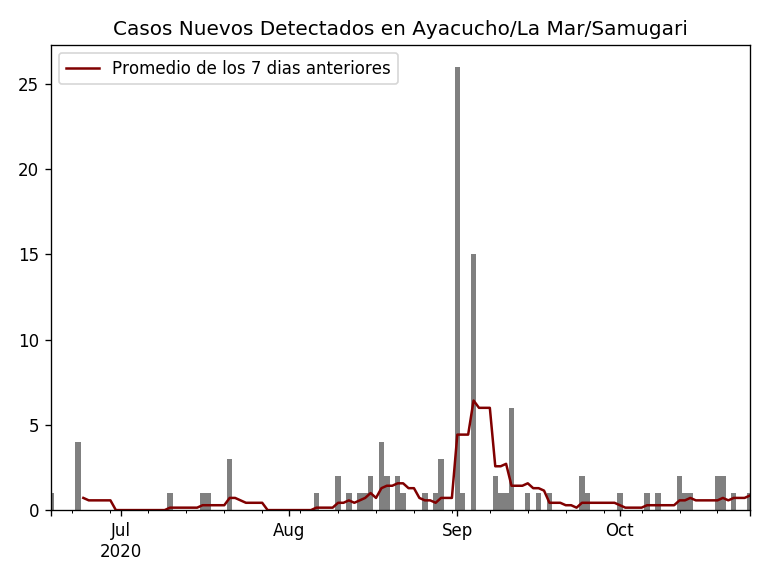 Casos Nuevos Detectados en Ayacucho/La Mar/Samugari
Promedio de los 7 dias anteriores
25
20
15
10
5
0
Jul Aug Sep Oct
2020